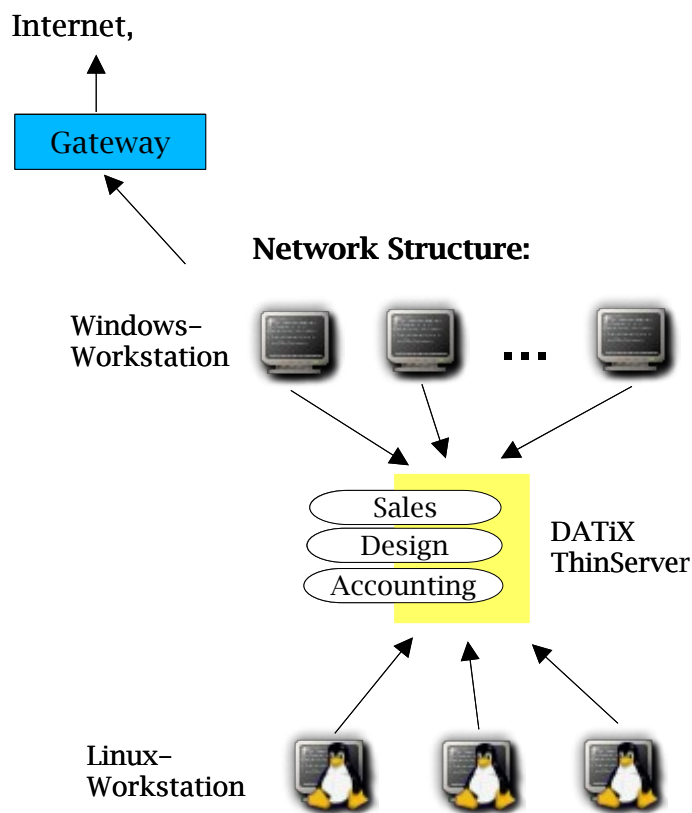 Internet,
Gateway
Network Structure:
Windows–
Workstation
...
Sales
Design
Accounting
DATiX
ThinServer
Linux–
Workstation